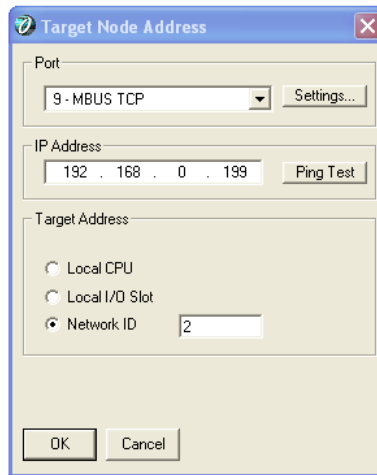 Target Node Address
Port
9 - MBUS TCP
Settings...
IP Address
192 . 168 . 0 . 199
Ping Test
Target Address
Local CPU
Local I/O Slot
Network ID
2
OK
Cancel